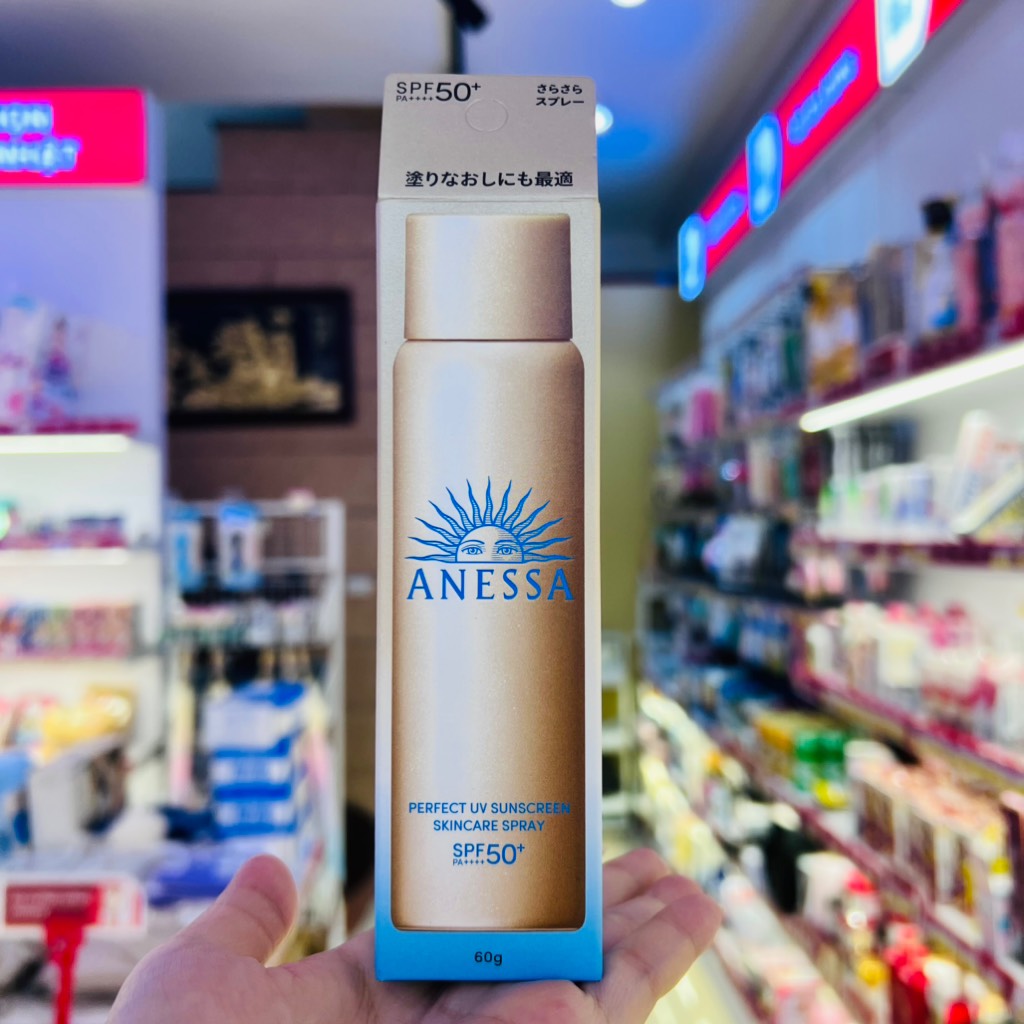 SPF50+
PA++++
さらさら
スプレー
塗りなおしにも最適
ANESSA
PERFECT UV SUNSCREEN
SKINCARE SPRAY
SPF50+
PA++++
60g